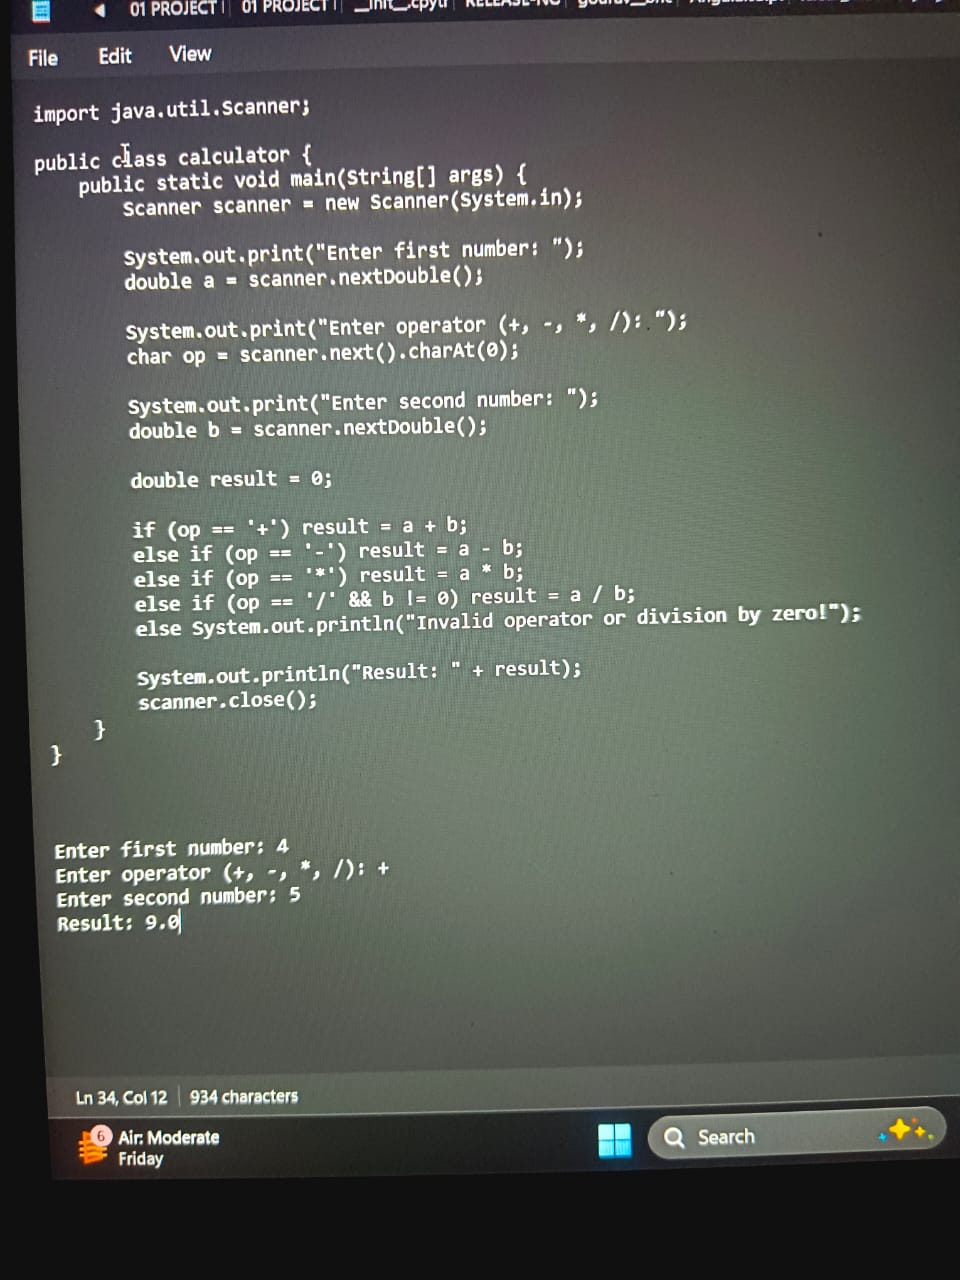 01 PROJECT 01 PROJECT
File Edit View
import java.util.Scanner;
public class calculator {
public static void main(String[] args) {
Scanner scanner = new Scanner(System.in);
System.out.print("Enter first number: ");
double a = scanner.nextDouble();
System.out.print("Enter operator (+, -, *, /): ");
char op = scanner.next().charAt(0);
System.out.print("Enter second number: ");
double b = scanner.nextDouble();
double result = 0;
if (op == '+') result = a + b;
else if (op == '-') result = a - b;
else if (op == '*') result = a * b;
else if (op == '/' && b != 0) result = a / b;
else System.out.println("Invalid operator or division by zero!");
System.out.println("Result: " + result);
scanner.close();
}
}
Enter first number: 4
Enter operator (+, -, *, /): +
Enter second number: 5
Result: 9.0
Ln 34, Col 12 934 characters
6 Air: Moderate
Friday
Search